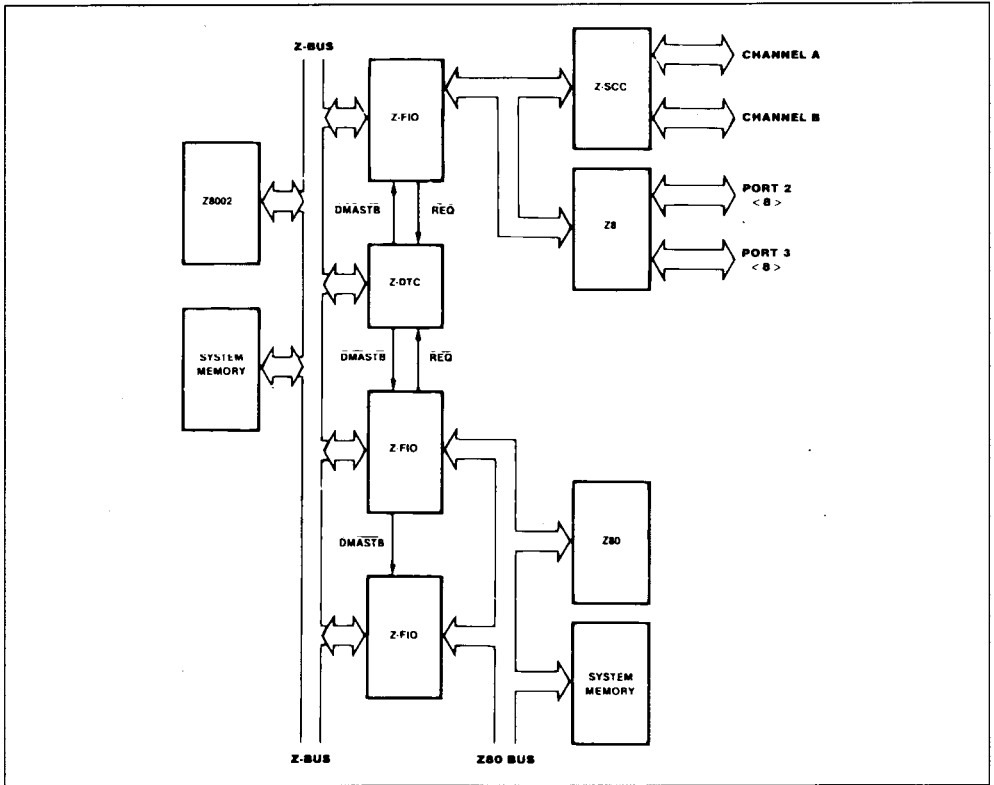 Z-BUS
Z-FIO
Z-SCC
CHANNEL A
CHANNEL B
Z8002
DMASTB
REQ
Z8
PORT 2
<8>
PORT 3
<8>
Z-DTC
SYSTEM
MEMORY
DMASTB
REQ
Z-FIO
Z80
DMASTB
Z-FIO
SYSTEM
MEMORY
Z-BUS
Z80 BUS